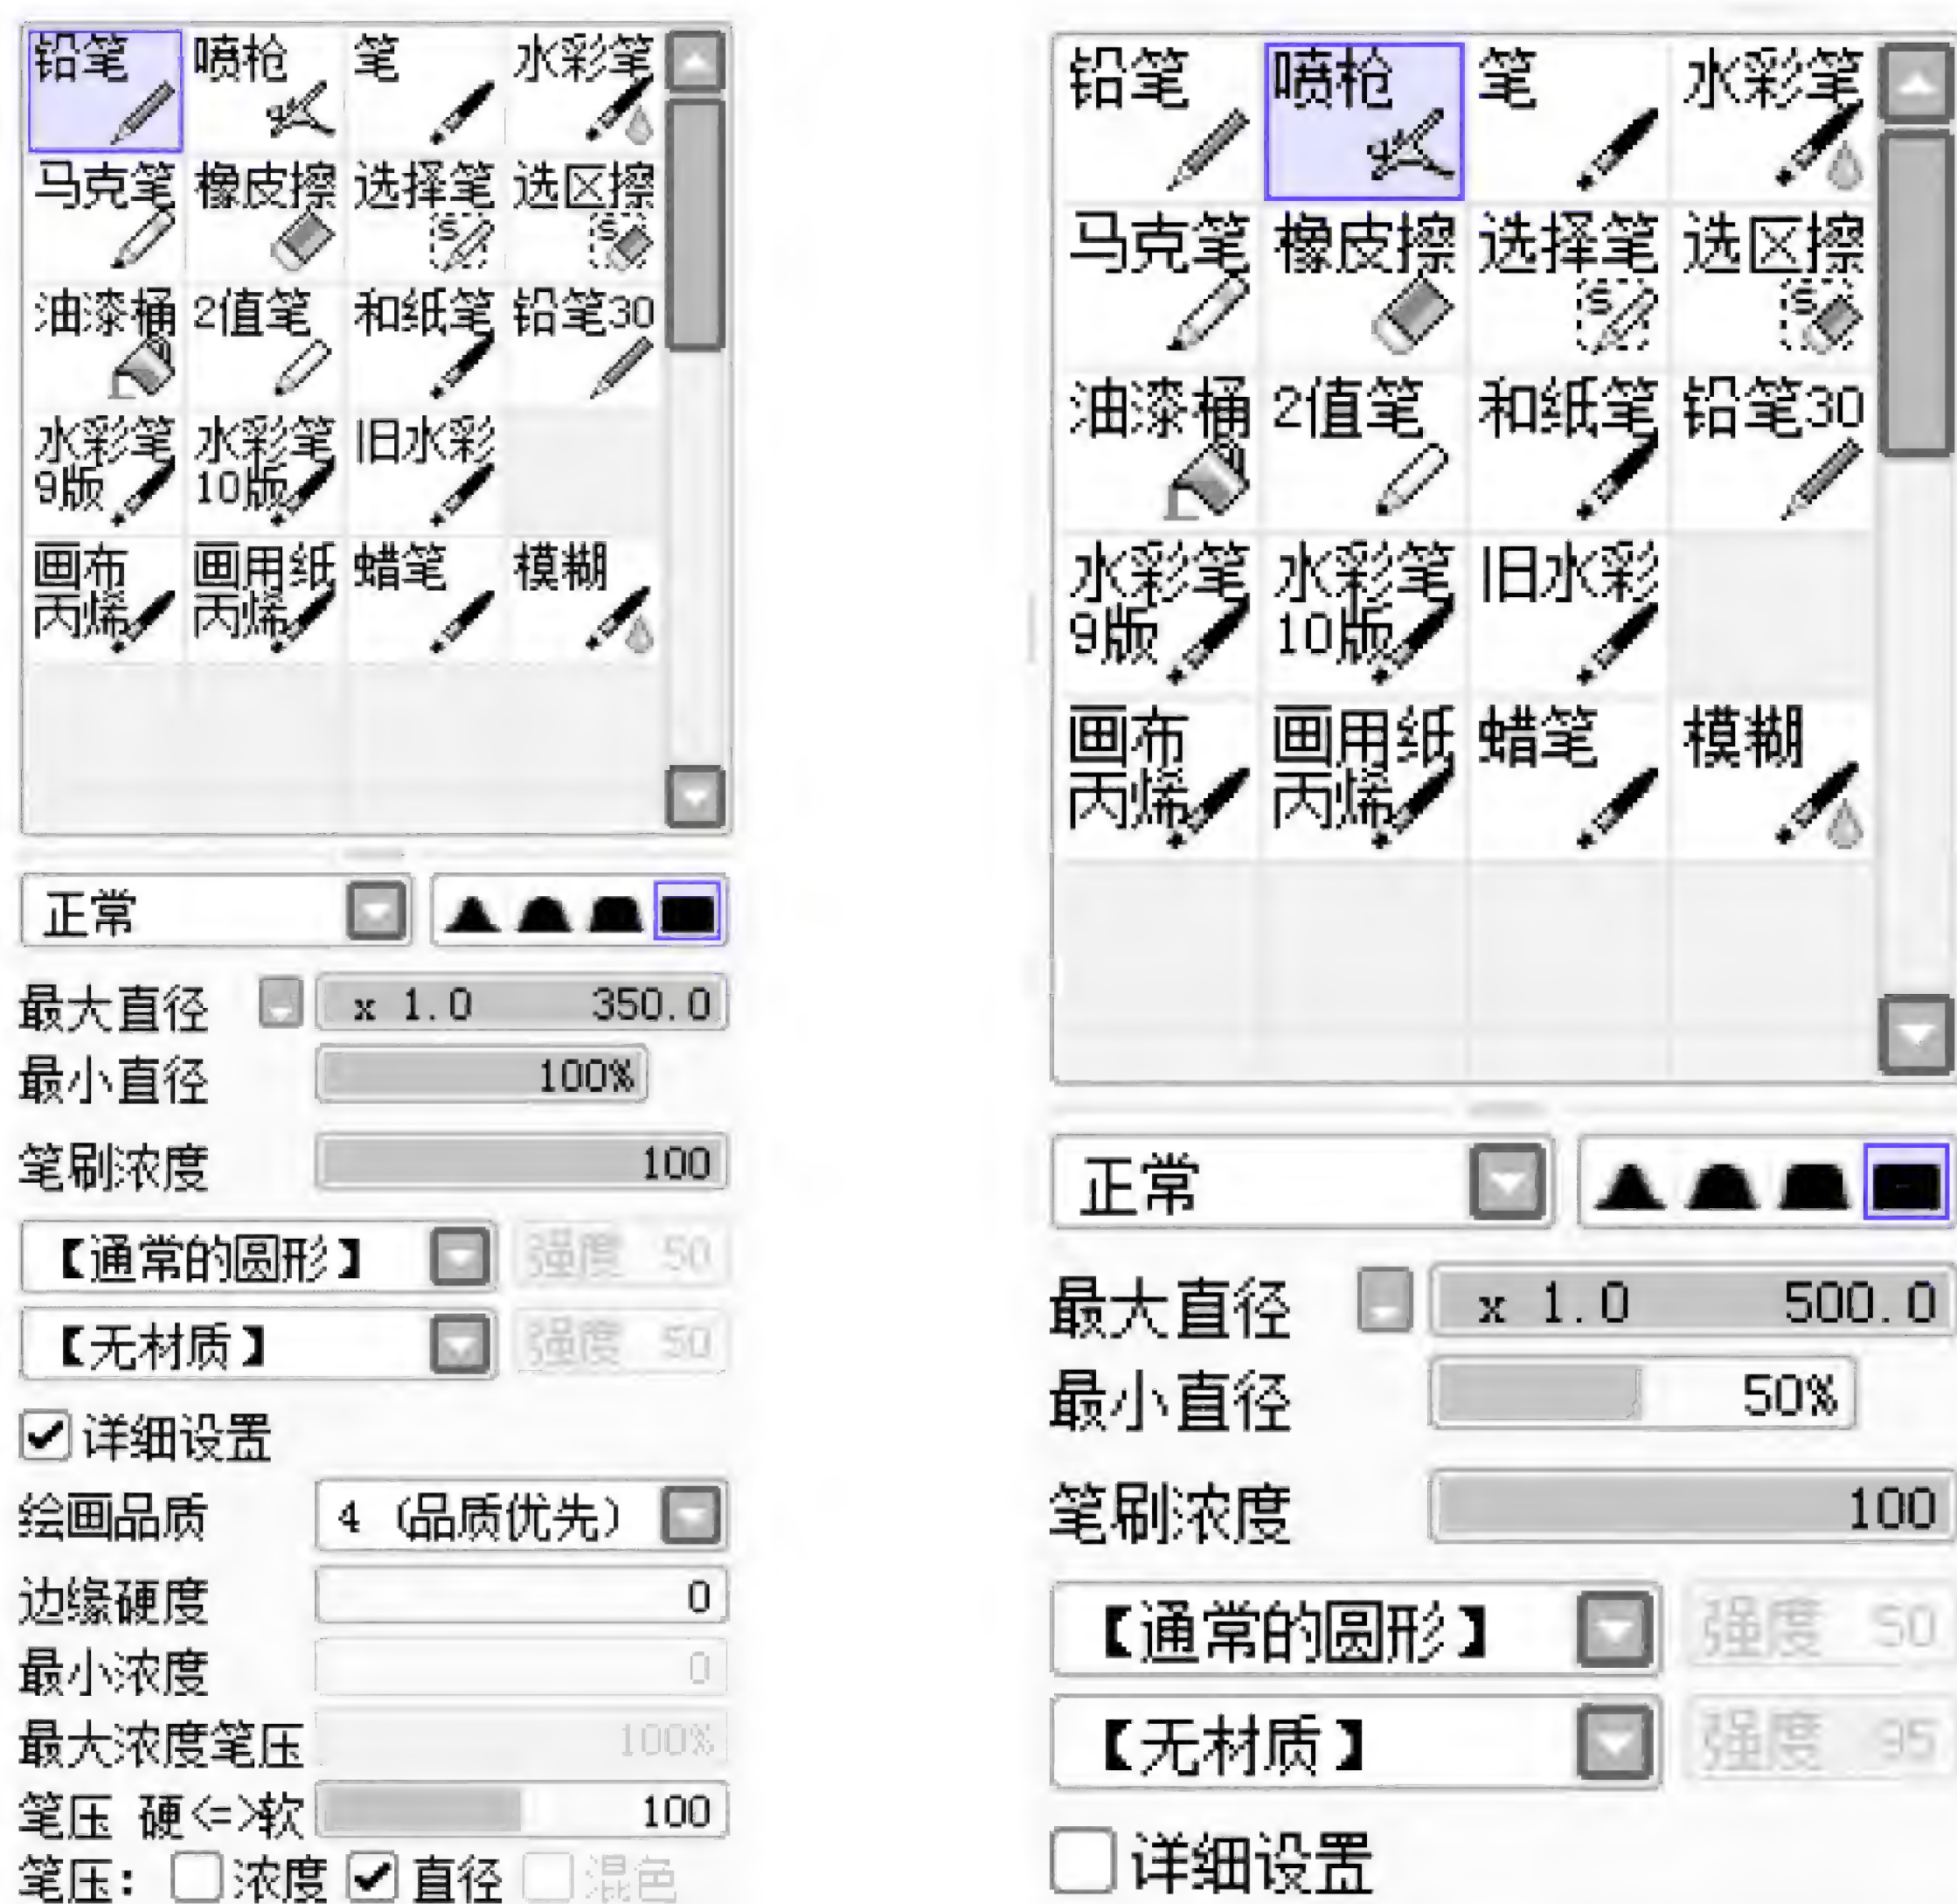 铅笔 喷枪 笔 水彩笔
马克笔 橡皮擦 选择笔 选区擦
油漆桶 2值笔 和纸笔 铅笔30
水彩笔 水彩笔 旧水彩
9版 10版
画布 画用纸 蜡笔 模糊
丙烯 丙烯
正常
最大直径 x 1.0 350.0
最小直径 100%
笔刷浓度 100
【通常的圆形】 强度 50
【无材质】 强度 50
详细设置
绘画品质 4 (品质优先)
边缘硬度 0
最小浓度 0
最大浓度笔压 100%
笔压 硬<=>软 100
笔压: 浓度 直径 混色
铅笔 喷枪 笔 水彩笔
马克笔 橡皮擦 选择笔 选区擦
油漆桶 2值笔 和纸笔 铅笔30
水彩笔 水彩笔 旧水彩
9版 10版
画布 画用纸 蜡笔 模糊
丙烯 丙烯
正常
最大直径 x 1.0 500.0
最小直径 50%
笔刷浓度 100
【通常的圆形】 强度 50
【无材质】 强度 95
详细设置